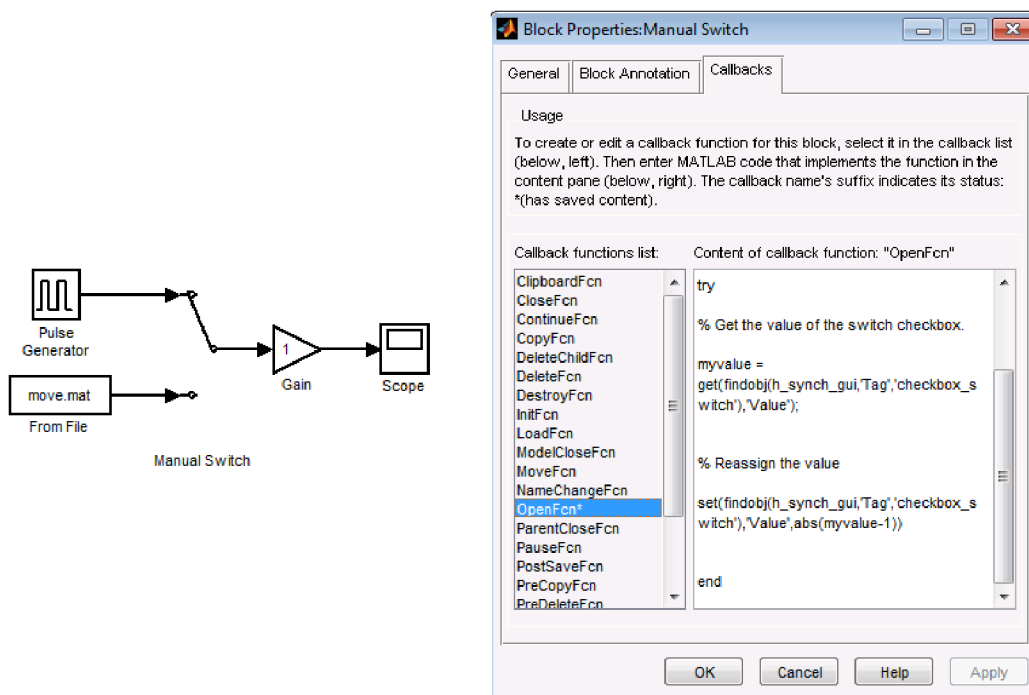 Pulse
Generator
move.mat
From File
Manual Switch
1
Gain
Scope
Block Properties:Manual Switch
General
Block Annotation
Callbacks
Usage
To create or edit a callback function for this block, select it in the callback list
(below, left). Then enter MATLAB code that implements the function in the
content pane (below, right). The callback name's suffix indicates its status:
*(has saved content).
Callback functions list:
ClipboardFcn
CloseFcn
ContinueFcn
CopyFcn
DeleteChildFcn
DeleteFcn
DestroyFcn
InitFcn
LoadFcn
ModelCloseFcn
MoveFcn
NameChangeFcn
OpenFcn*
ParentCloseFcn
PauseFcn
PostSaveFcn
PreCopyFcn
PreDeleteFcn
Content of callback function: "OpenFcn"
try
% Get the value of the switch checkbox.
myvalue =
get(findobj(h_synch_gui,'Tag','checkbox_s
witch'),'Value');
% Reassign the value
set(findobj(h_synch_gui,'Tag','checkbox_s
witch'),'Value',abs(myvalue-1))
end
OK
Cancel
Help
Apply